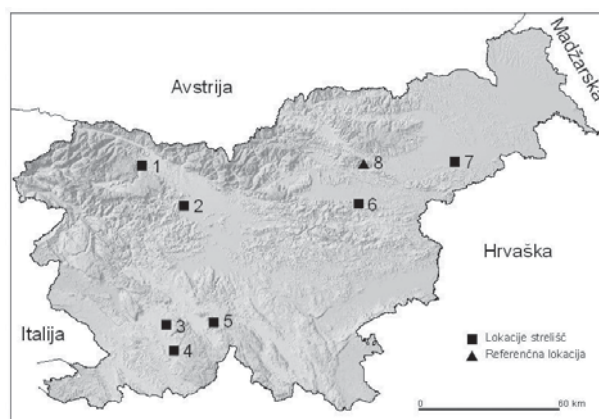 Avstrija
Madžarska
1
2
8
7
6
Hrvaška
Italija
3
5
4
Lokacije strelišč
Referenčna lokacija
0 60 km